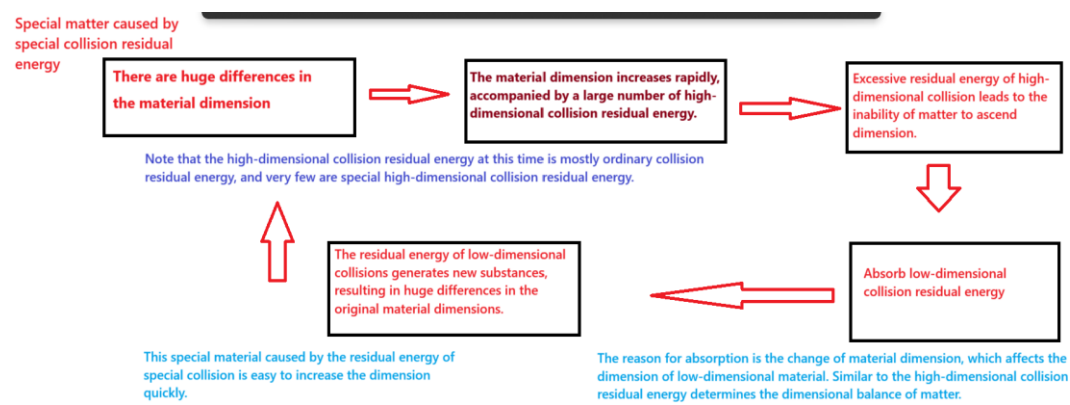 Special matter caused by
special collision residual
energy
There are huge differences in
the material dimension
The material dimension increases rapidly,
accompanied by a large number of high-
dimensional collision residual energy.
Excessive residual energy of high-
dimensional collision leads to the
inability of matter to ascend
dimension.
Note that the high-dimensional collision residual energy at this time is mostly ordinary collision
residual energy, and very few are special high-dimensional collision residual energy.
The residual energy of low-dimensional
collisions generates new substances,
resulting in huge differences in the
original material dimensions.
Absorb low-dimensional
collision residual energy
This special material caused by the residual energy of
special collision is easy to increase the dimension
quickly.
The reason for absorption is the change of material dimension, which affects the
dimension of low-dimensional material. Similar to the high-dimensional collision
residual energy determines the dimensional balance of matter.